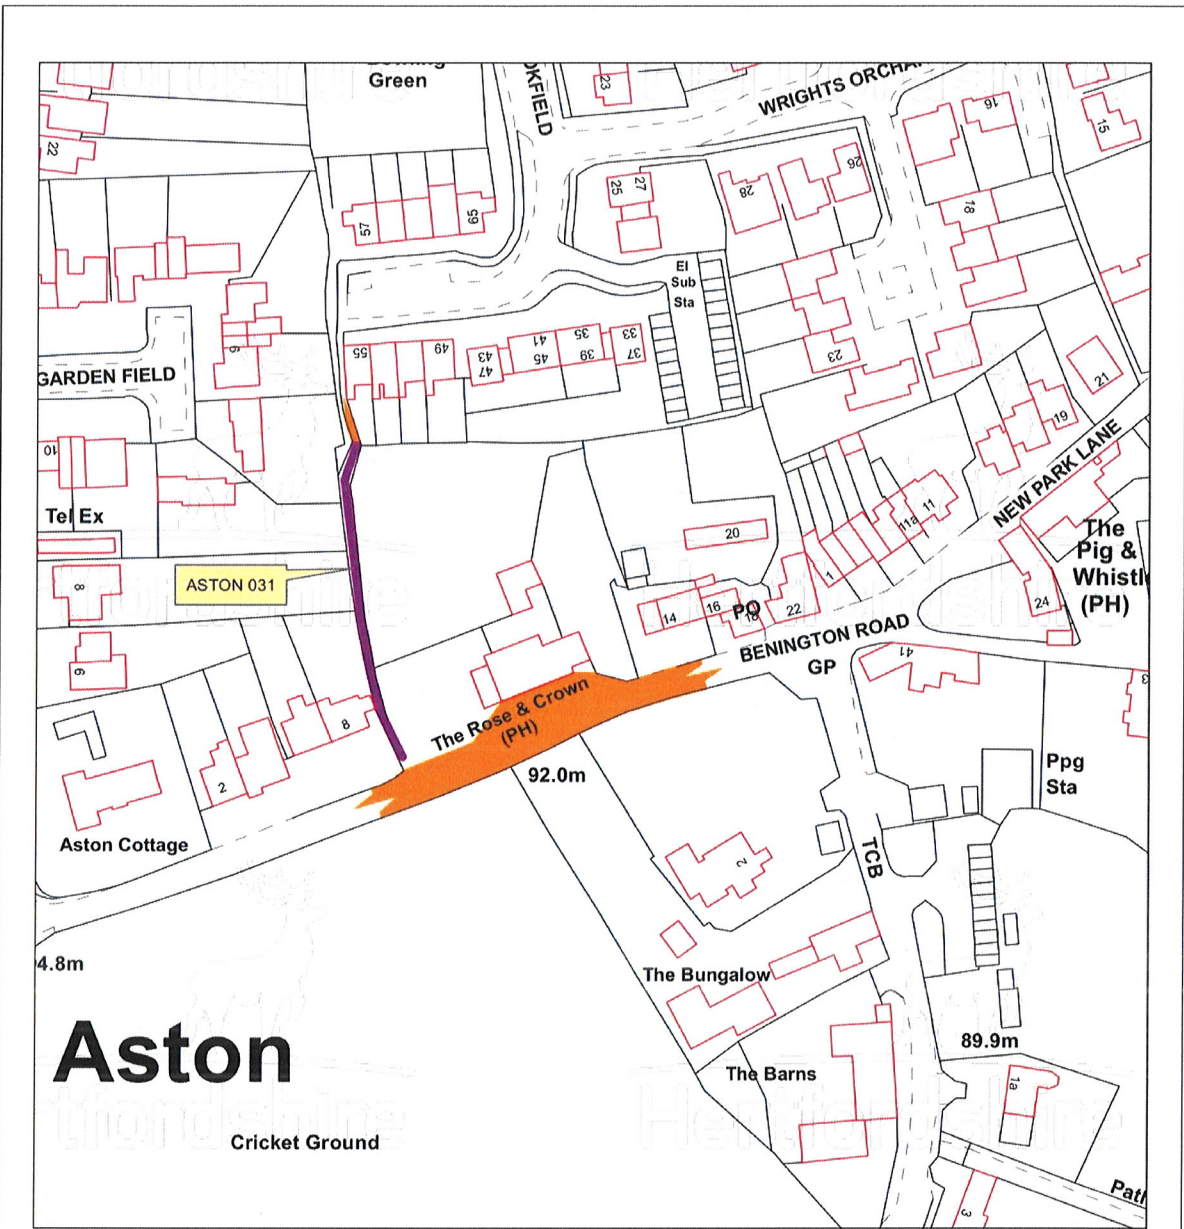 Green
WRIGHTS
23
16
15
22
25
27
28
26
18
57
59
El
Sub
Sta
55
49
43
47
41
45
35
39
33
37
23
9
GARDEN FIELD
21
19
10
NEW PARK LANE
Tel Ex
20
11a
11
1
The
Pig &
(PH)
8
ASTON 031
14
16
PO
18
22
24
BENINGTON ROAD
GP
41
6
8
2
The Rose & Crown
(PH)
92.0m
Ppg
Sta
Aston Cottage
2
TCB
4.8m
The Bungalow
Aston
89.9m
The Barns
1a
Cricket Ground
Hertfordshire
3